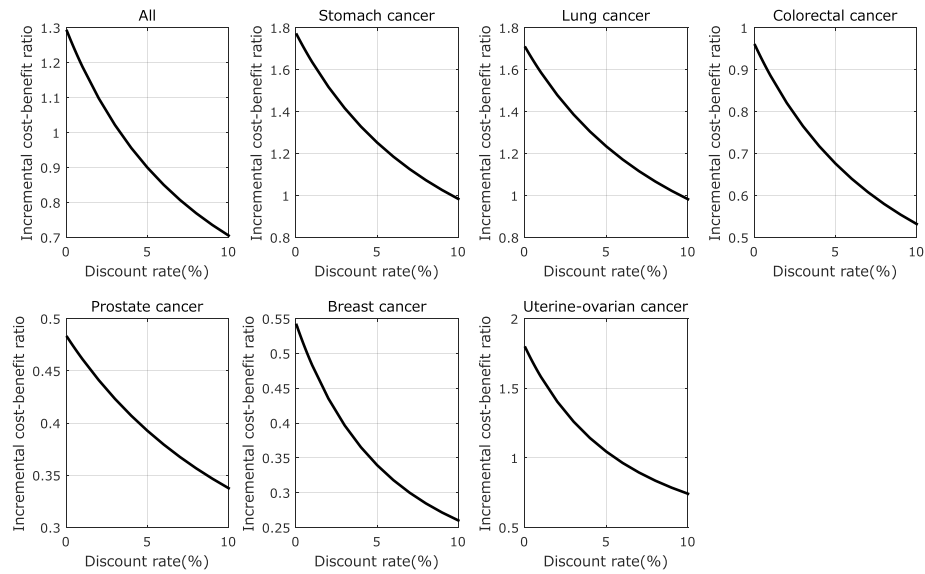 All
Incremental cost-benefit ratio
1.3
1.2
1.1
1
0.9
0.8
0.7
0
5
10
Discount rate(%)
Stomach cancer
Incremental cost-benefit ratio
1.8
1.6
1.4
1.2
1
0.8
0
5
10
Discount rate(%)
Lung cancer
Incremental cost-benefit ratio
1.8
1.6
1.4
1.2
1
0.8
0
5
10
Discount rate(%)
Colorectal cancer
Incremental cost-benefit ratio
1
0.9
0.8
0.7
0.6
0.5
0
5
10
Discount rate(%)
Prostate cancer
Incremental cost-benefit ratio
0.5
0.45
0.4
0.35
0.3
0
5
10
Discount rate(%)
Breast cancer
Incremental cost-benefit ratio
0.55
0.5
0.45
0.4
0.35
0.3
0.25
0
5
10
Discount rate(%)
Uterine-ovarian cancer
Incremental cost-benefit ratio
2
1.5
1
0.5
0
5
10
Discount rate(%)